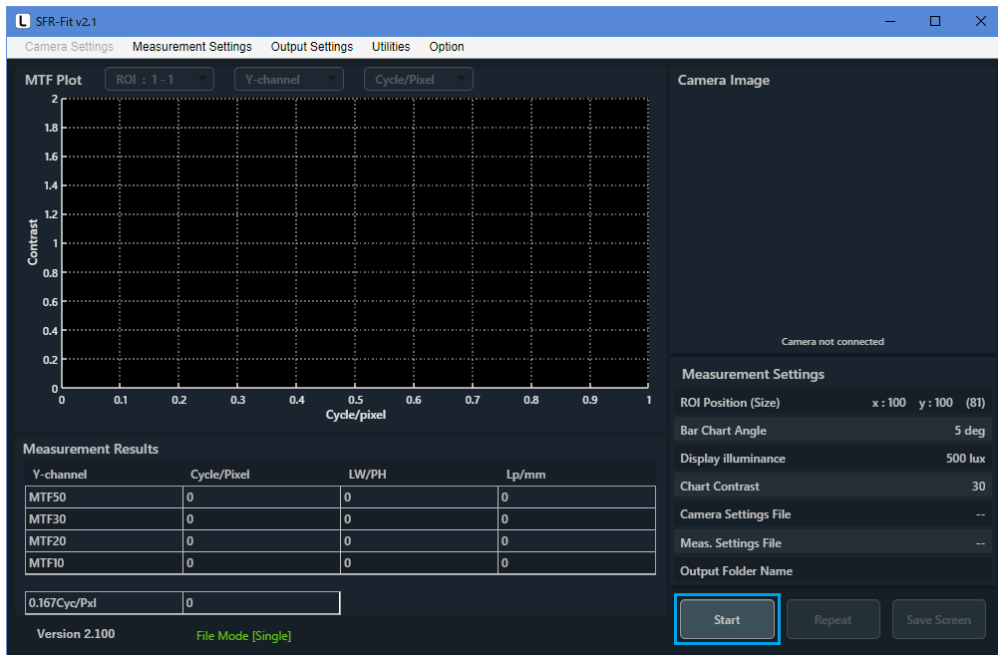 L SFR-Fit v2.1
Camera Settings Measurement Settings Output Settings Utilities Option
MTF Plot ROI : 1 - 1 Y-channel Cycle/Pixel
2
1.8
1.6
1.4
1.2
1
0.8
0.6
0.4
0.2
0
Contrast
0 0.1 0.2 0.3 0.4 0.5 0.6 0.7 0.8 0.9 1
Cycle/pixel
Camera Image
Camera not connected
Measurement Results
Y-channel Cycle/Pixel LW/PH Lp/mm
MTF50 0 0 0
MTF30 0 0 0
MTF20 0 0 0
MTF10 0 0 0
0.167Cyc/Pxl 0
Version 2.100 File Mode [Single]
Measurement Settings
ROI Position (Size) x : 100 y : 100 (81)
Bar Chart Angle 5 deg
Display illuminance 500 lux
Chart Contrast 30
Camera Settings File --
Meas. Settings File --
Output Folder Name
Start Repeat Save Screen